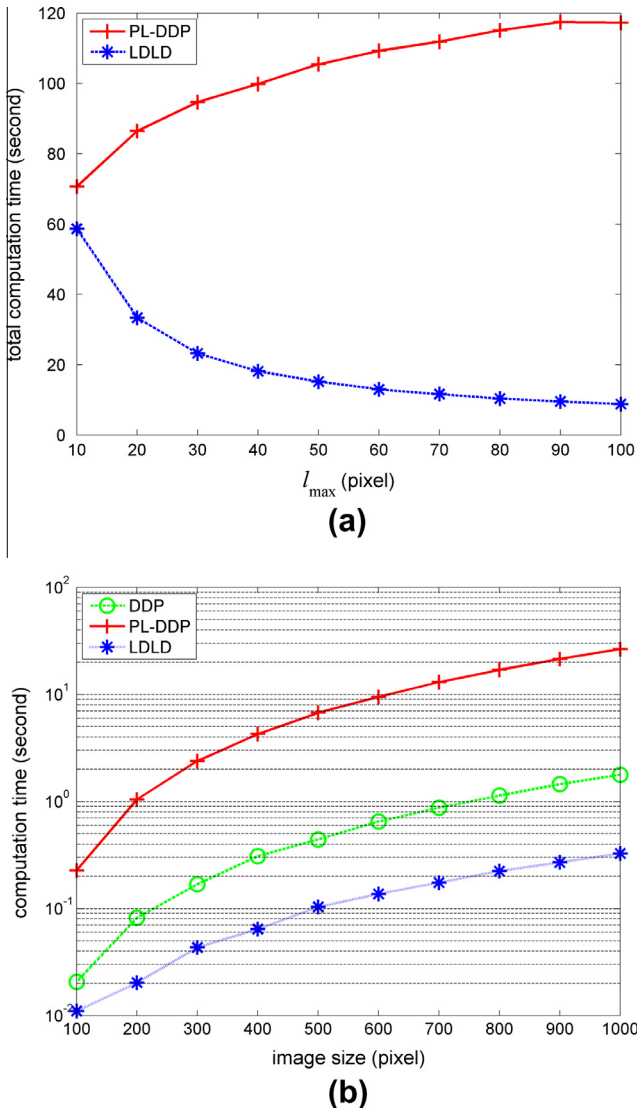 120
100
80
60
40
20
0
total computation time (second)
PL-DDP
LDLD
10 20 30 40 50 60 70 80 90 100
l_max (pixel)
(a)
10^2
10^1
10^0
10^-1
10^-2
computation time (second)
DDP
PL-DDP
LDLD
100 200 300 400 500 600 700 800 900 1000
image size (pixel)
(b)